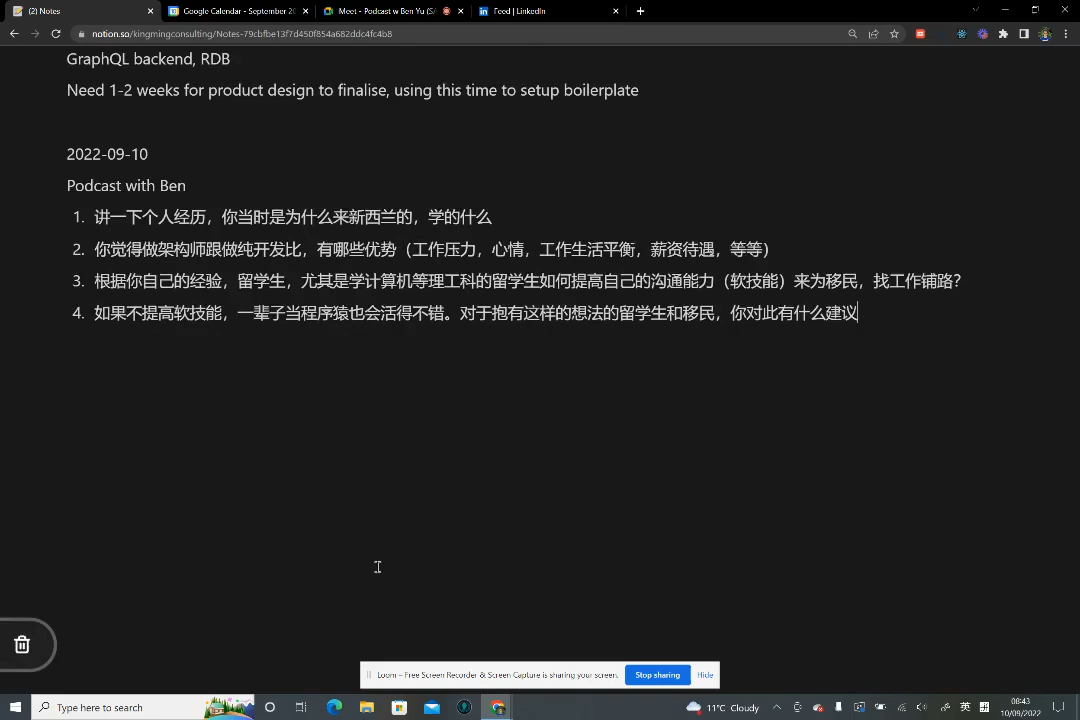 (2) Notes
Google Calendar - September 20
Meet - Podcast w Ben Yu (SA
Feed | LinkedIn
notion.so/kingmingconsulting/Notes-79cbfbe13f7d450f854a682ddc4fc4b8
GraphQL backend, RDB
Need 1-2 weeks for product design to finalise, using this time to setup boilerplate
2022-09-10
Podcast with Ben
1. 讲一下个人经历，你当时是为什么来新西兰的，学的什么
2. 你觉得做架构师跟做纯开发比，有哪些优势（工作压力，心情，工作生活平衡，薪资待遇，等等）
3. 根据你自己的经验，留学生，尤其是学计算机等理工科的留学生如何提高自己的沟通能力（软技能）来为移民，找工作铺路？
4. 如果不提高软技能，一辈子当程序猿也会活得不错。对于抱有这样的想法的留学生和移民，你对此有什么建议
Loom – Free Screen Recorder & Screen Capture is sharing your screen.
Stop sharing
Hide
Type here to search
11°C Cloudy
英
拼
08:43
10/09/2022